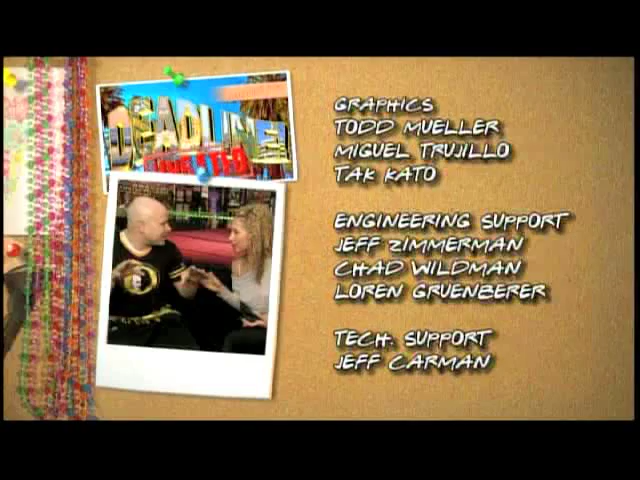 DEADLINE!
GRAPHICS
TODD MUELLER
MIGUEL TRUJILLO
TAK KATO
ENGINEERING SUPPORT
JEFF ZIMMERMAN
CHAD WILDMAN
LOREN GRUENBERER
TECH. SUPPORT
JEFF CARMAN